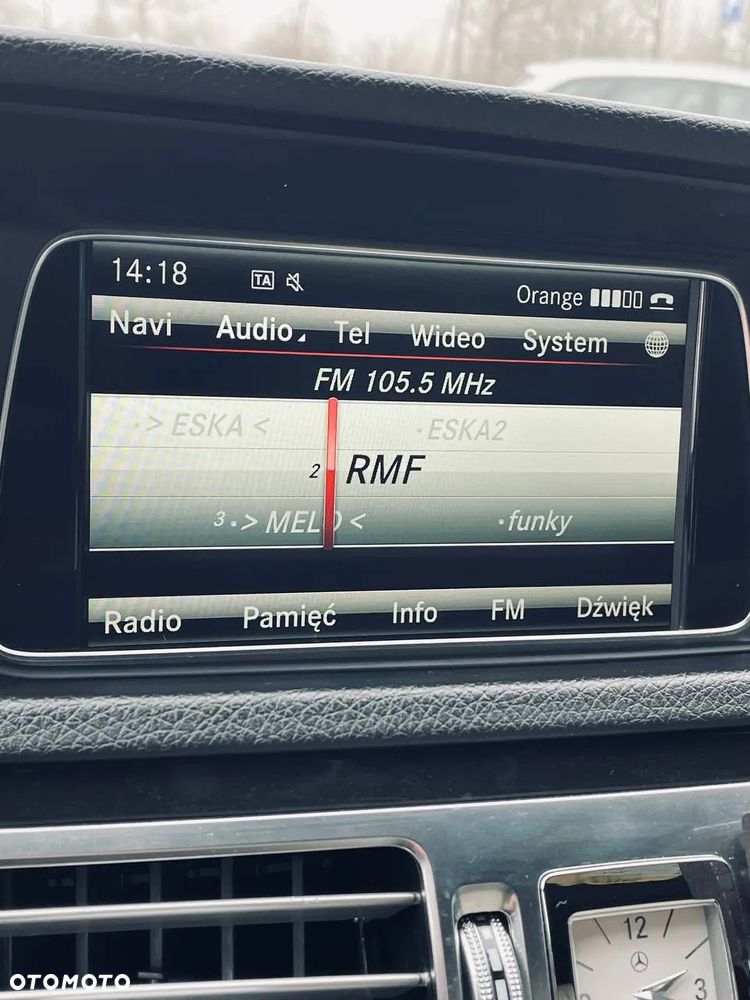 14:18 TA Orange
Navi Audio Tel Wideo System
FM 105.5 MHz
·> ESKA < ·ESKA2
2 RMF
3 ·> MELO < ·funky
Radio Pamięć Info FM Dźwięk
12
3
OTOMOTO